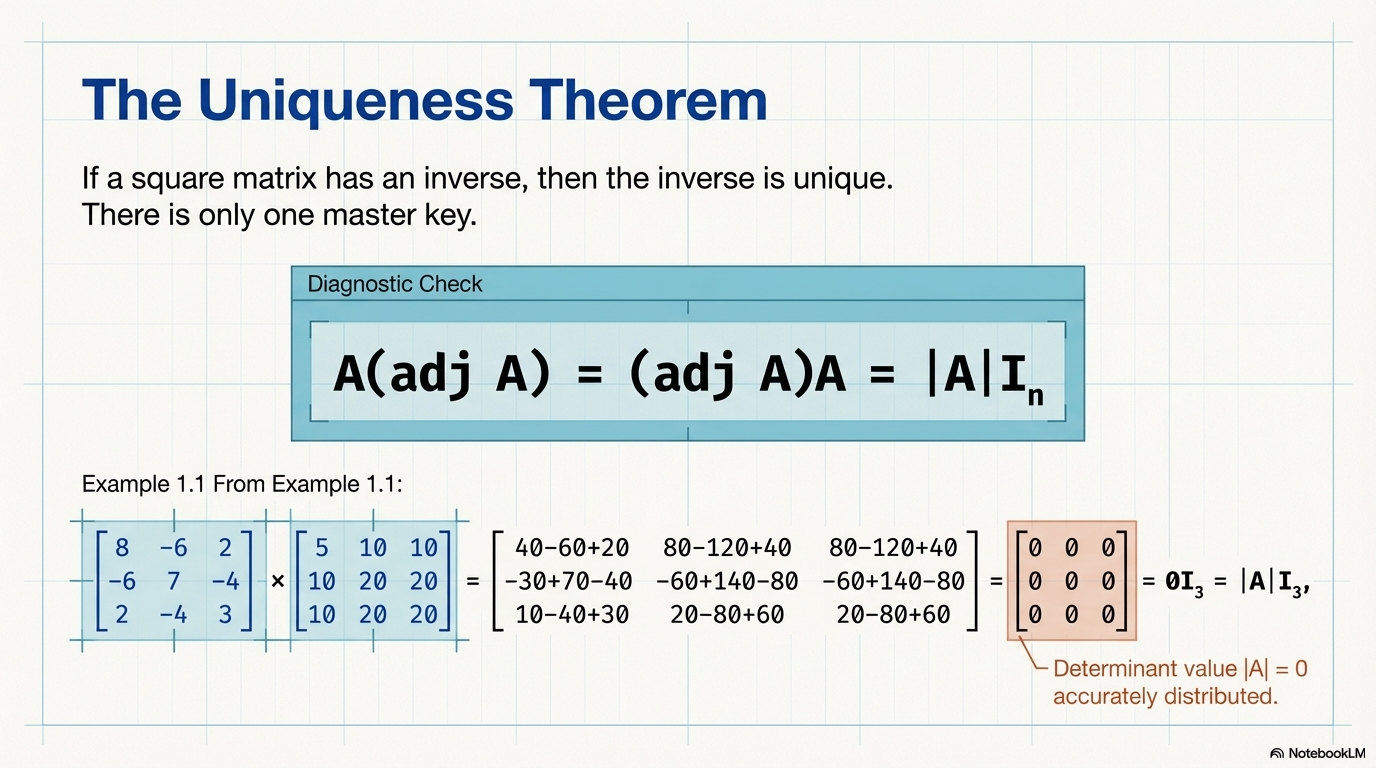 The Uniqueness Theorem
If a square matrix has an inverse, then the inverse is unique.
There is only one master key.
Diagnostic Check
A(adj A) = (adj A)A = |A|Iₙ
Example 1.1 From Example 1.1:
[8 −6 2] [5 10 10] [40−60+20 80−120+40 80−120+40] [0 0 0]
[−6 7 −4] × [10 20 20] = [−30+70−40 −60+140−80 −60+140−80] = [0 0 0] = 0I₃ = |A|I₃,
[2 −4 3] [10 20 20] [10−40+30 20−80+60 20−80+60] [0 0 0]
Determinant value |A| = 0
accurately distributed.
NotebookLM